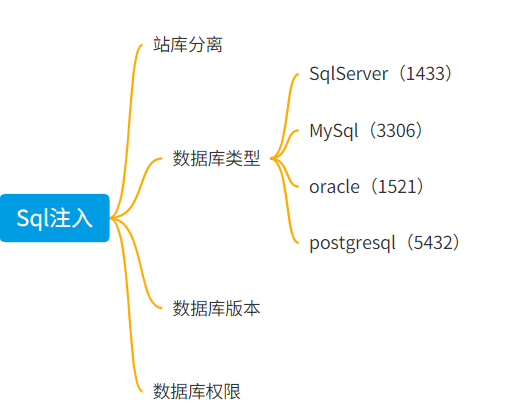 Sql注入
站库分离
数据库类型
SqlServer（1433）
MySql（3306）
oracle（1521）
postgresql（5432）
数据库版本
数据库权限